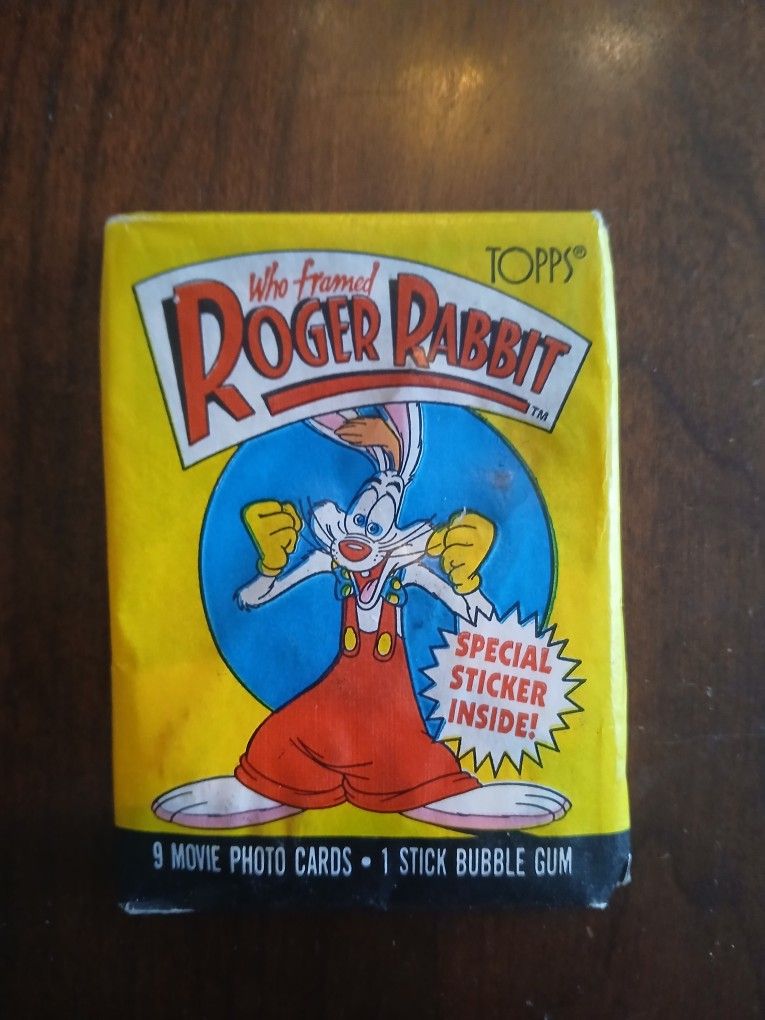 TOPPS®
Who framed
ROGER RABBIT
TM
SPECIAL
STICKER
INSIDE!
9 MOVIE PHOTO CARDS • 1 STICK BUBBLE GUM